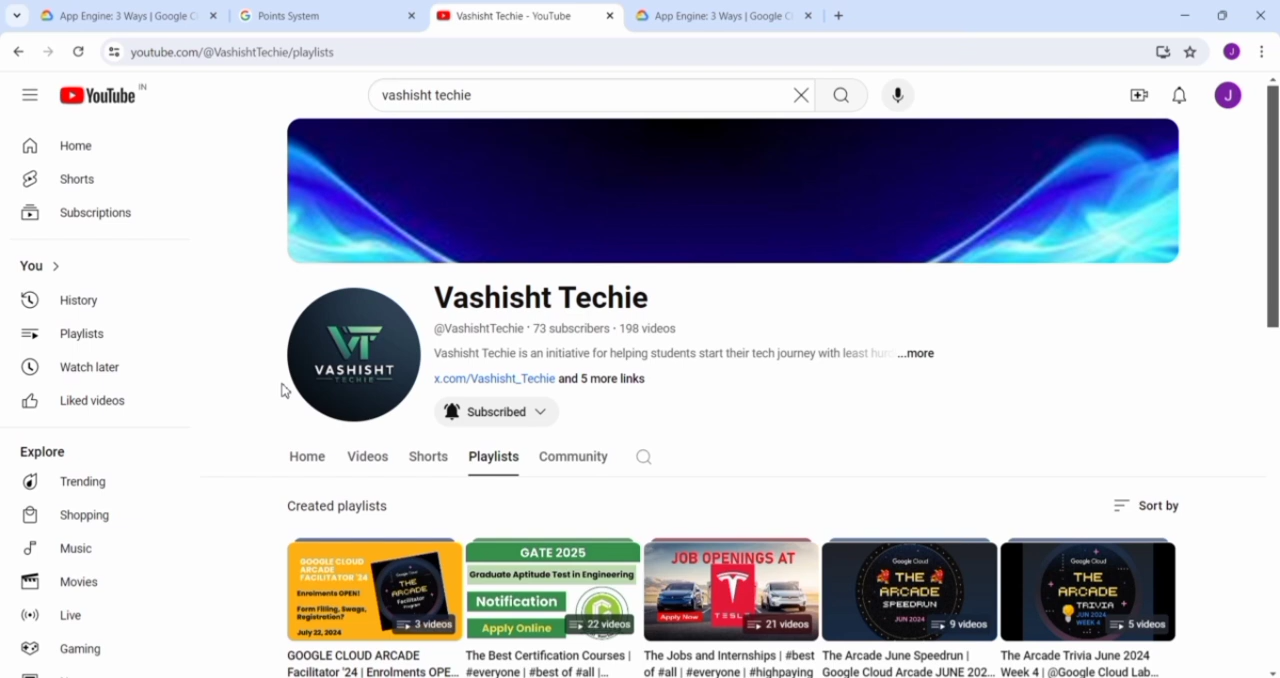 App Engine: 3 Ways | Google Cl
Points System
Vashisht Techie - YouTube
App Engine: 3 Ways | Google Cl
youtube.com/@VashishtTechie/playlists
J
YouTube
IN
vashisht techie
J
Home
Shorts
Subscriptions
You
History
Playlists
Watch later
Liked videos
Explore
Trending
Shopping
Music
Movies
Live
Gaming
VT
VASHISHT
TECHIE
Vashisht Techie
@VashishtTechie · 73 subscribers · 198 videos
Vashisht Techie is an initiative for helping students start their tech journey with least ...more
x.com/Vashisht_Techie and 5 more links
Subscribed
Home
Videos
Shorts
Playlists
Community
Created playlists
Sort by
GOOGLE CLOUD
ARCADE
FACILITATOR '24
Enrolments OPEN!
Form Filling, Swags,
Registration?
July 22, 2024
THE
ARCADE
Facilitator
3 videos
GOOGLE CLOUD ARCADE
Facilitator '24 | Enrolments OPE...
GATE 2025
Graduate Aptitude Test in Engineering
Notification
Apply Online
22 videos
The Best Certification Courses |
#everyone | #best of #all |...
JOB OPENINGS AT
TESLA
Apply Now
21 videos
The Jobs and Internships | #best
of #all | #everyone | #highpaying
Google Cloud
THE
ARCADE
SPEEDRUN
JUN 2024
9 videos
The Arcade June Speedrun |
Google Cloud Arcade JUNE 202...
Google Cloud
THE
ARCADE
TRIVIA
JUN 2024
WEEK 4
5 videos
The Arcade Trivia June 2024
Week 4 | @Google Cloud Lab...